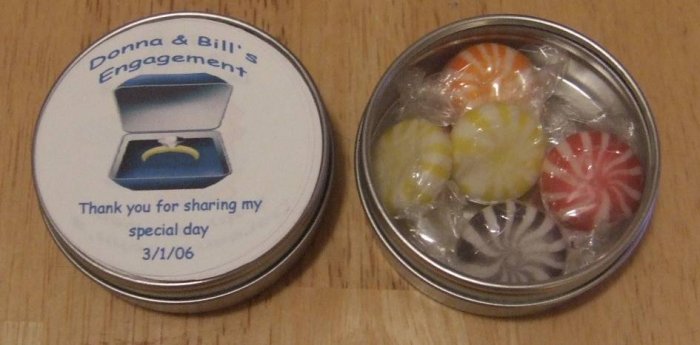 Donna & Bill's
Engagement
Thank you for sharing my
special day
3/1/06